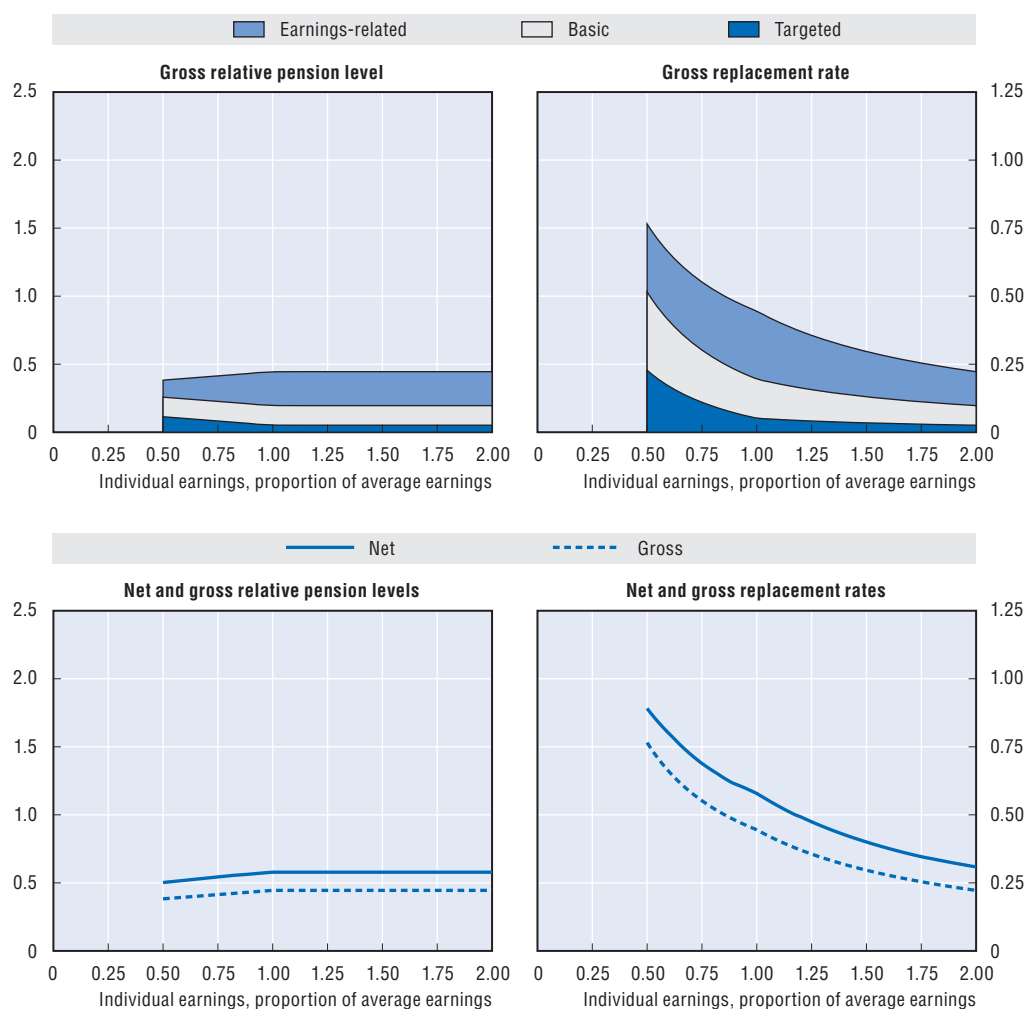 Earnings-related Basic Targeted
Gross relative pension level Gross replacement rate
2.5 1.25
2.0 1.00
1.5 0.75
1.0 0.50
0.5 0.25
0 0
0 0.25 0.50 0.75 1.00 1.25 1.50 1.75 2.00 0 0.25 0.50 0.75 1.00 1.25 1.50 1.75 2.00
Individual earnings, proportion of average earnings Individual earnings, proportion of average earnings
Net Gross
Net and gross relative pension levels Net and gross replacement rates
2.5 1.25
2.0 1.00
1.5 0.75
1.0 0.50
0.5 0.25
0 0
0 0.25 0.50 0.75 1.00 1.25 1.50 1.75 2.00 0 0.25 0.50 0.75 1.00 1.25 1.50 1.75 2.00
Individual earnings, proportion of average earnings Individual earnings, proportion of average earnings